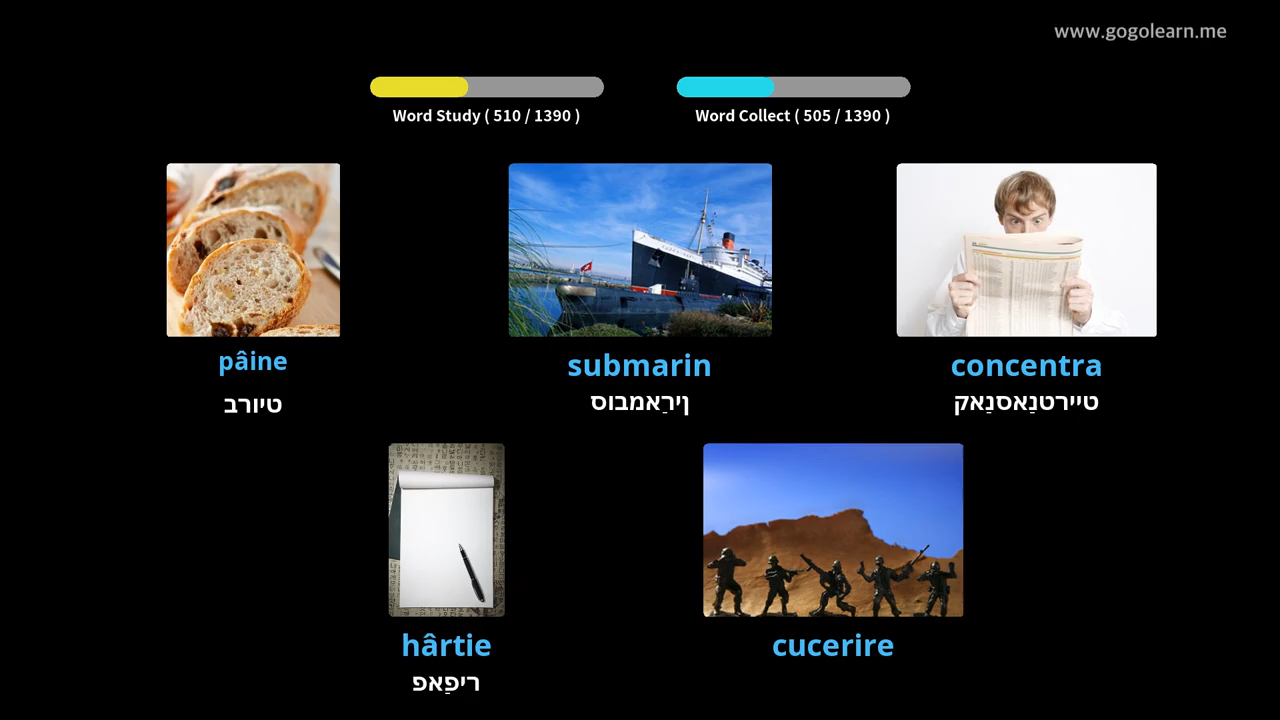 www.gogolearn.me
Word Study ( 510 / 1390 )
Word Collect ( 505 / 1390 )
pâine
טיורב
submarin
ןירַאמבוס
concentra
טיירטנַאסנַאק
hârtie
ריפַאפ
cucerire